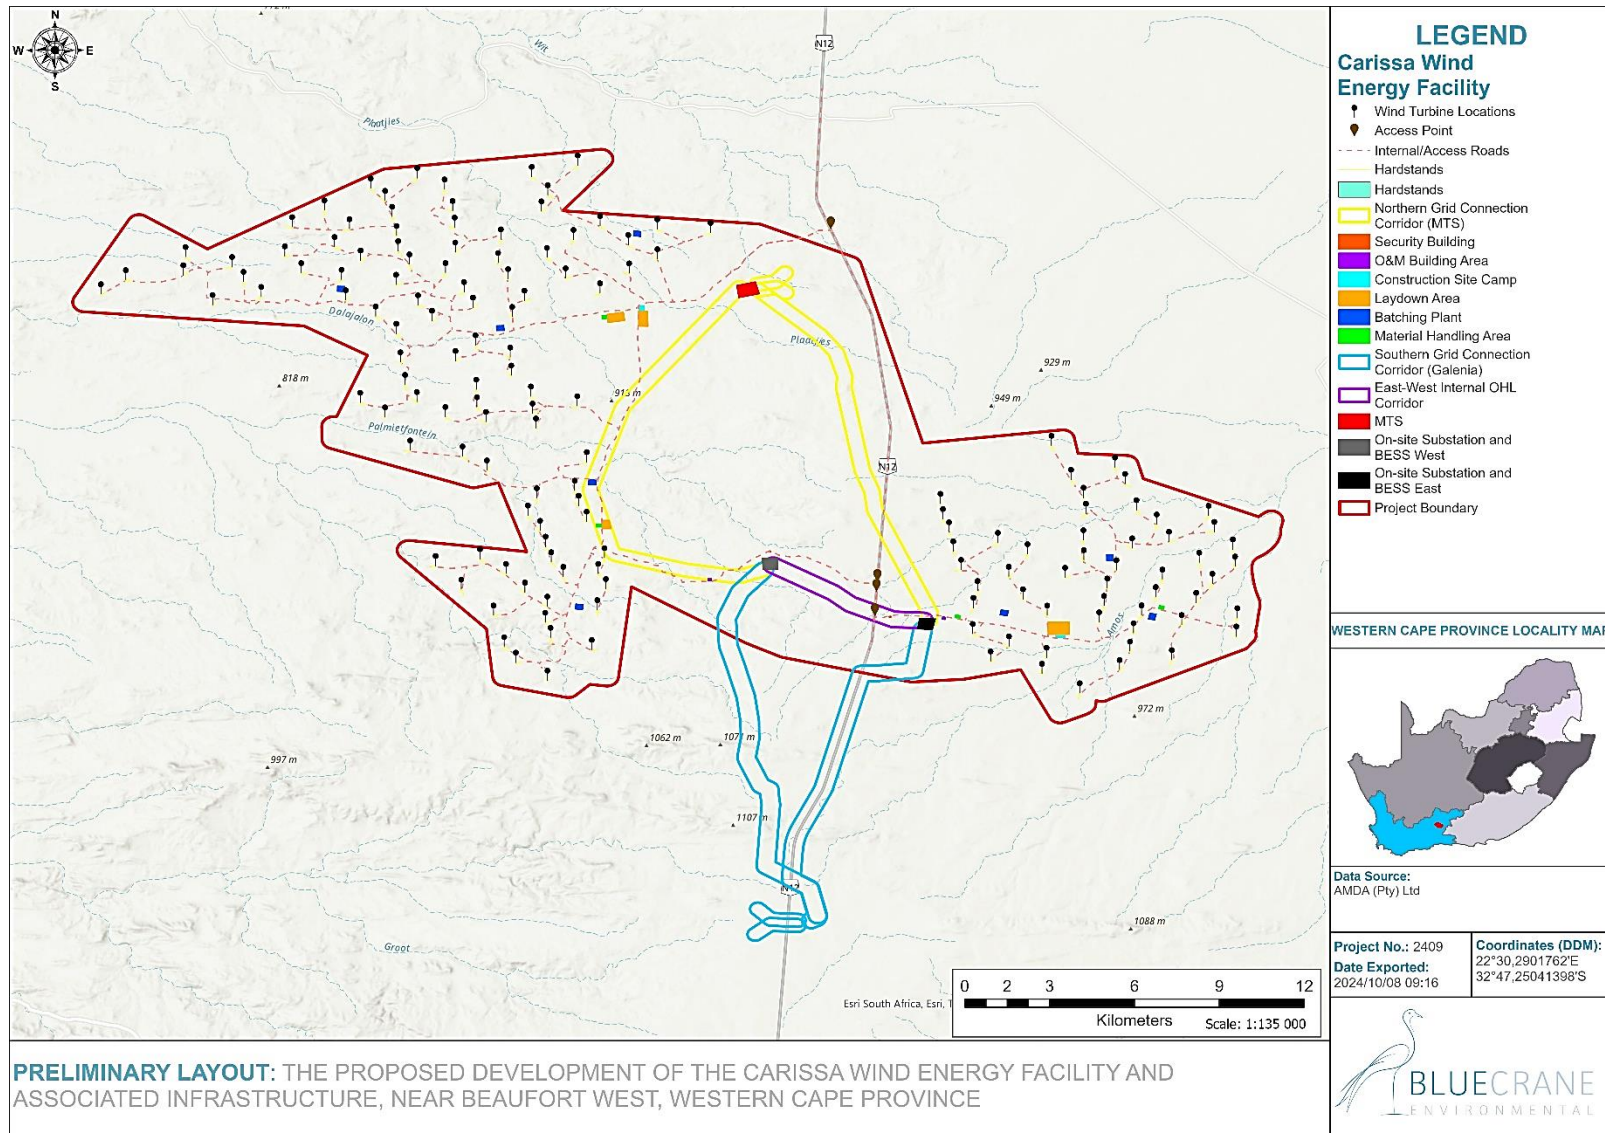 N
W
E
S
772 m
Wit
N12
Plaatjies
Dalajalon
Plaatjies
818 m
913 m
929 m
949 m
Palmietfontein
N12
Amos
972 m
1062 m
1071 m
997 m
1107 m
N12
1088 m
Groot
Esri South Africa, Esri,
0 2 3 6 9 12
Kilometers
Scale: 1:135 000
LEGEND
Carissa Wind
Energy Facility
Wind Turbine Locations
Access Point
Internal/Access Roads
Hardstands
Hardstands
Northern Grid Connection
Corridor (MTS)
Security Building
O&M Building Area
Construction Site Camp
Laydown Area
Batching Plant
Material Handling Area
Southern Grid Connection
Corridor (Galenia)
East-West Internal OHL
Corridor
MTS
On-site Substation and
BESS West
On-site Substation and
BESS East
Project Boundary
WESTERN CAPE PROVINCE LOCALITY MAP
Data Source:
AMDA (Pty) Ltd
Project No.: 2409
Date Exported:
2024/10/08 09:16
Coordinates (DDM):
22°30,2901762'E
32°47,25041398'S
BLUECRANE
ENVIRONMENTAL
PRELIMINARY LAYOUT: THE PROPOSED DEVELOPMENT OF THE CARISSA WIND ENERGY FACILITY AND
ASSOCIATED INFRASTRUCTURE, NEAR BEAUFORT WEST, WESTERN CAPE PROVINCE